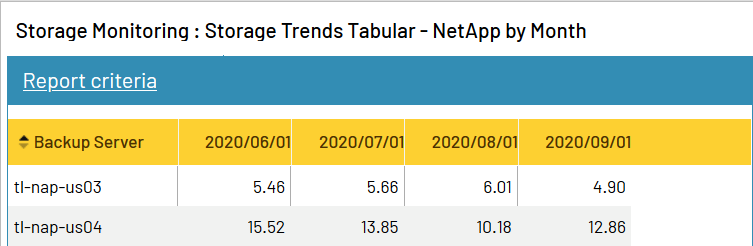 Storage Monitoring : Storage Trends Tabular - NetApp by Month
Report criteria
Backup Server 2020/06/01 2020/07/01 2020/08/01 2020/09/01
tl-nap-us03 5.46 5.66 6.01 4.90
tl-nap-us04 15.52 13.85 10.18 12.86